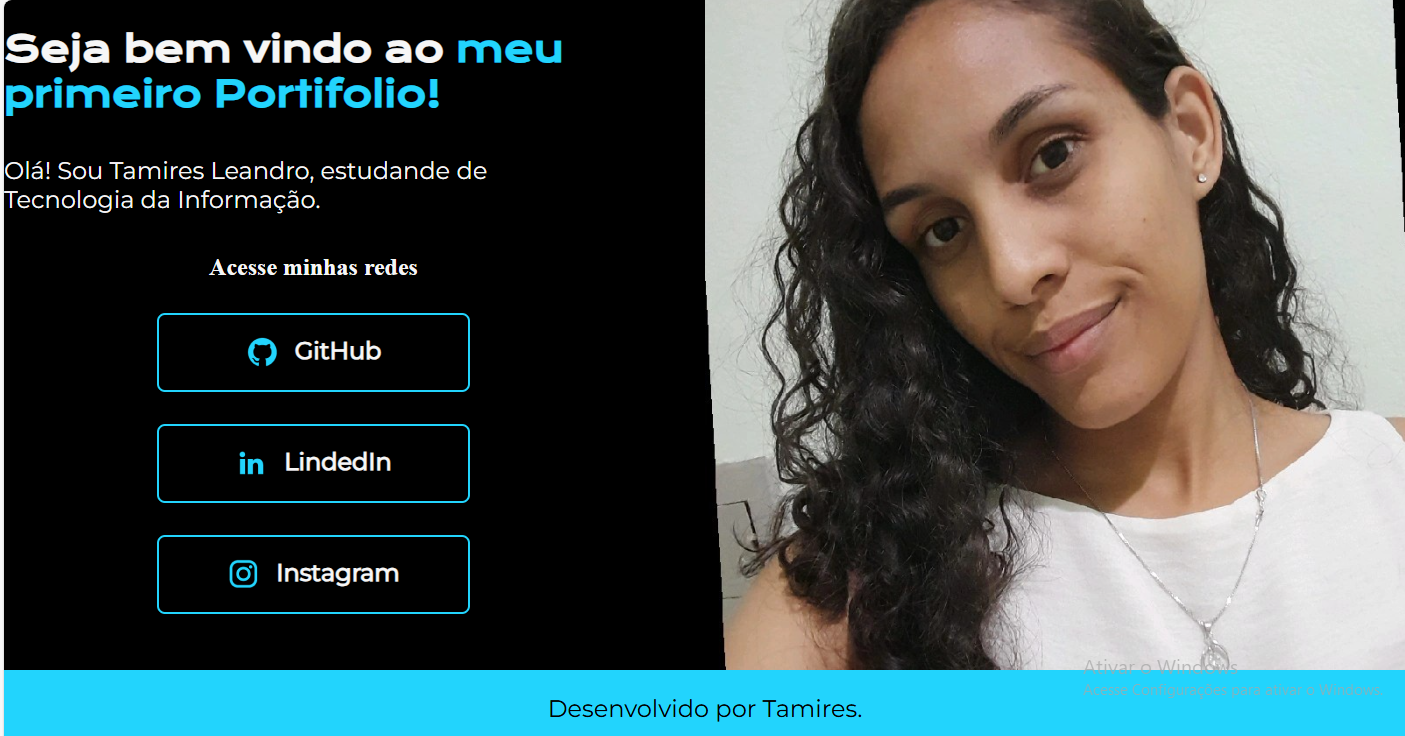 Seja bem vindo ao meu
primeiro Portifolio!
Olá! Sou Tamires Leandro, estudande de
Tecnologia da Informação.
Acesse minhas redes
GitHub
in LindedIn
Instagram
Ativar o Windows
Acesse Configurações para ativar o Windows.
Desenvolvido por Tamires.